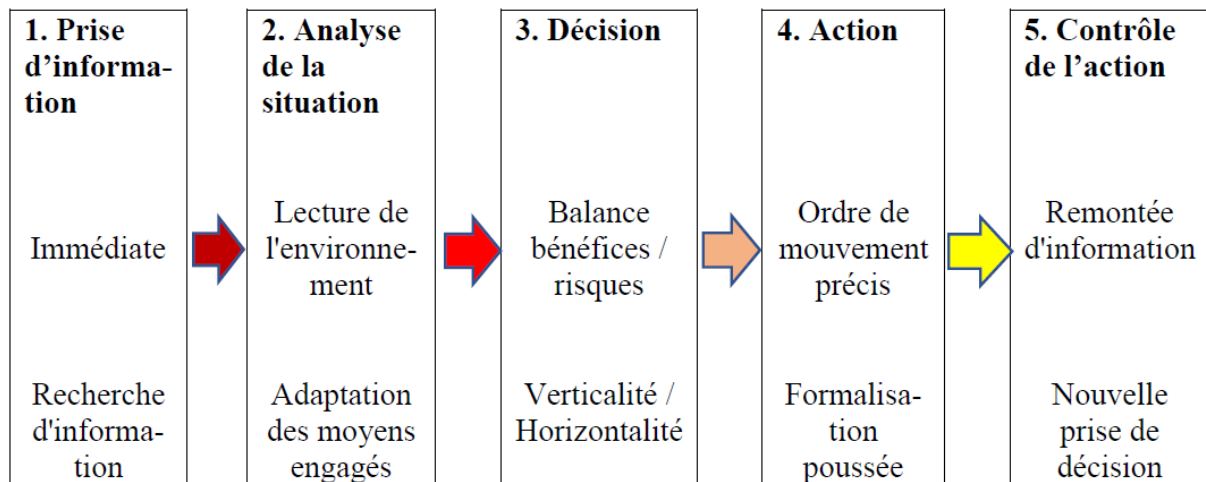 1. Prise
d’informa-
tion
Immédiate
Recherche
d'informa-
tion
2. Analyse
de la
situation
Lecture de
l'environne-
ment
Adaptation
des moyens
engagés
3. Décision
Balance
bénéfices /
risques
Verticalité /
Horizontalité
4. Action
Ordre de
mouvement
précis
Formalisa-
tion
poussée
5. Contrôle
de l’action
Remontée
d'information
Nouvelle
prise de
décision